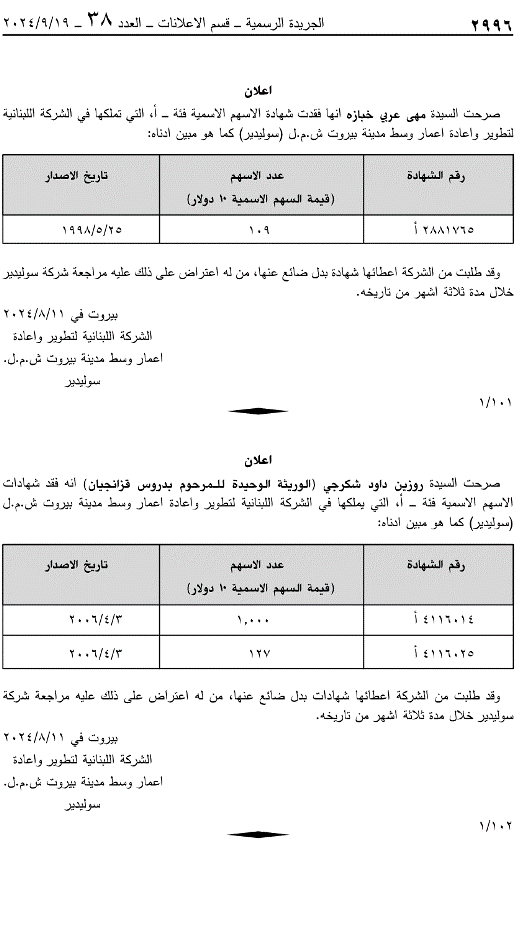 ٢٩٩٦ الجريدة الرسمية ــ قسم الاعلانات ــ العدد ٣٨ ــ ٢٠٢٤/٩/١٩
اعلان
صرحت السيدة مهى عربي خبازه انها فقدت شهادة الاسهم الاسمية فئة ــ أ، التي تملكها في الشركة اللبنانية
لتطوير واعادة اعمار وسط مدينة بيروت ش.م.ل (سوليدير) كما هو مبين ادناه:
رقم الشهادة عدد الاسهم تاريخ الاصدار
(قيمة السهم الاسمية ١٠ دولار)
٢٨٨١٧٦٥ أ ١٠٩ ١٩٩٨/٥/٢٥
وقد طلبت من الشركة اعطائها شهادة بدل ضائع عنها، من له اعتراض على ذلك عليه مراجعة شركة سوليدير
خلال مدة ثلاثة اشهر من تاريخه.
بيروت في ٢٠٢٤/٨/١١
الشركة اللبنانية لتطوير واعادة
اعمار وسط مدينة بيروت ش.م.ل.
سوليدير
١/١٠١
اعلان
صرحت السيدة روزين داود شكرجي (الوريثة الوحيدة للمرحوم بدروس قزانجيان) انه فقد شهادات
الاسهم الاسمية فئة ــ أ، التي يملكها في الشركة اللبنانية لتطوير واعادة اعمار وسط مدينة بيروت ش.م.ل
(سوليدير) كما هو مبين ادناه:
رقم الشهادة عدد الاسهم تاريخ الاصدار
(قيمة السهم الاسمية ١٠ دولار)
٤١١٦٠١٤ أ ١,٠٠٠ ٢٠٠٦/٤/٣
٤١١٦٠٢٥ أ ١٢٧ ٢٠٠٦/٤/٣
وقد طلبت من الشركة اعطائها شهادات بدل ضائع عنها، من له اعتراض على ذلك عليه مراجعة شركة
سوليدير خلال مدة ثلاثة اشهر من تاريخه.
بيروت في ٢٠٢٤/٨/١١
الشركة اللبنانية لتطوير واعادة
اعمار وسط مدينة بيروت ش.م.ل.
سوليدير
١/١٠٢